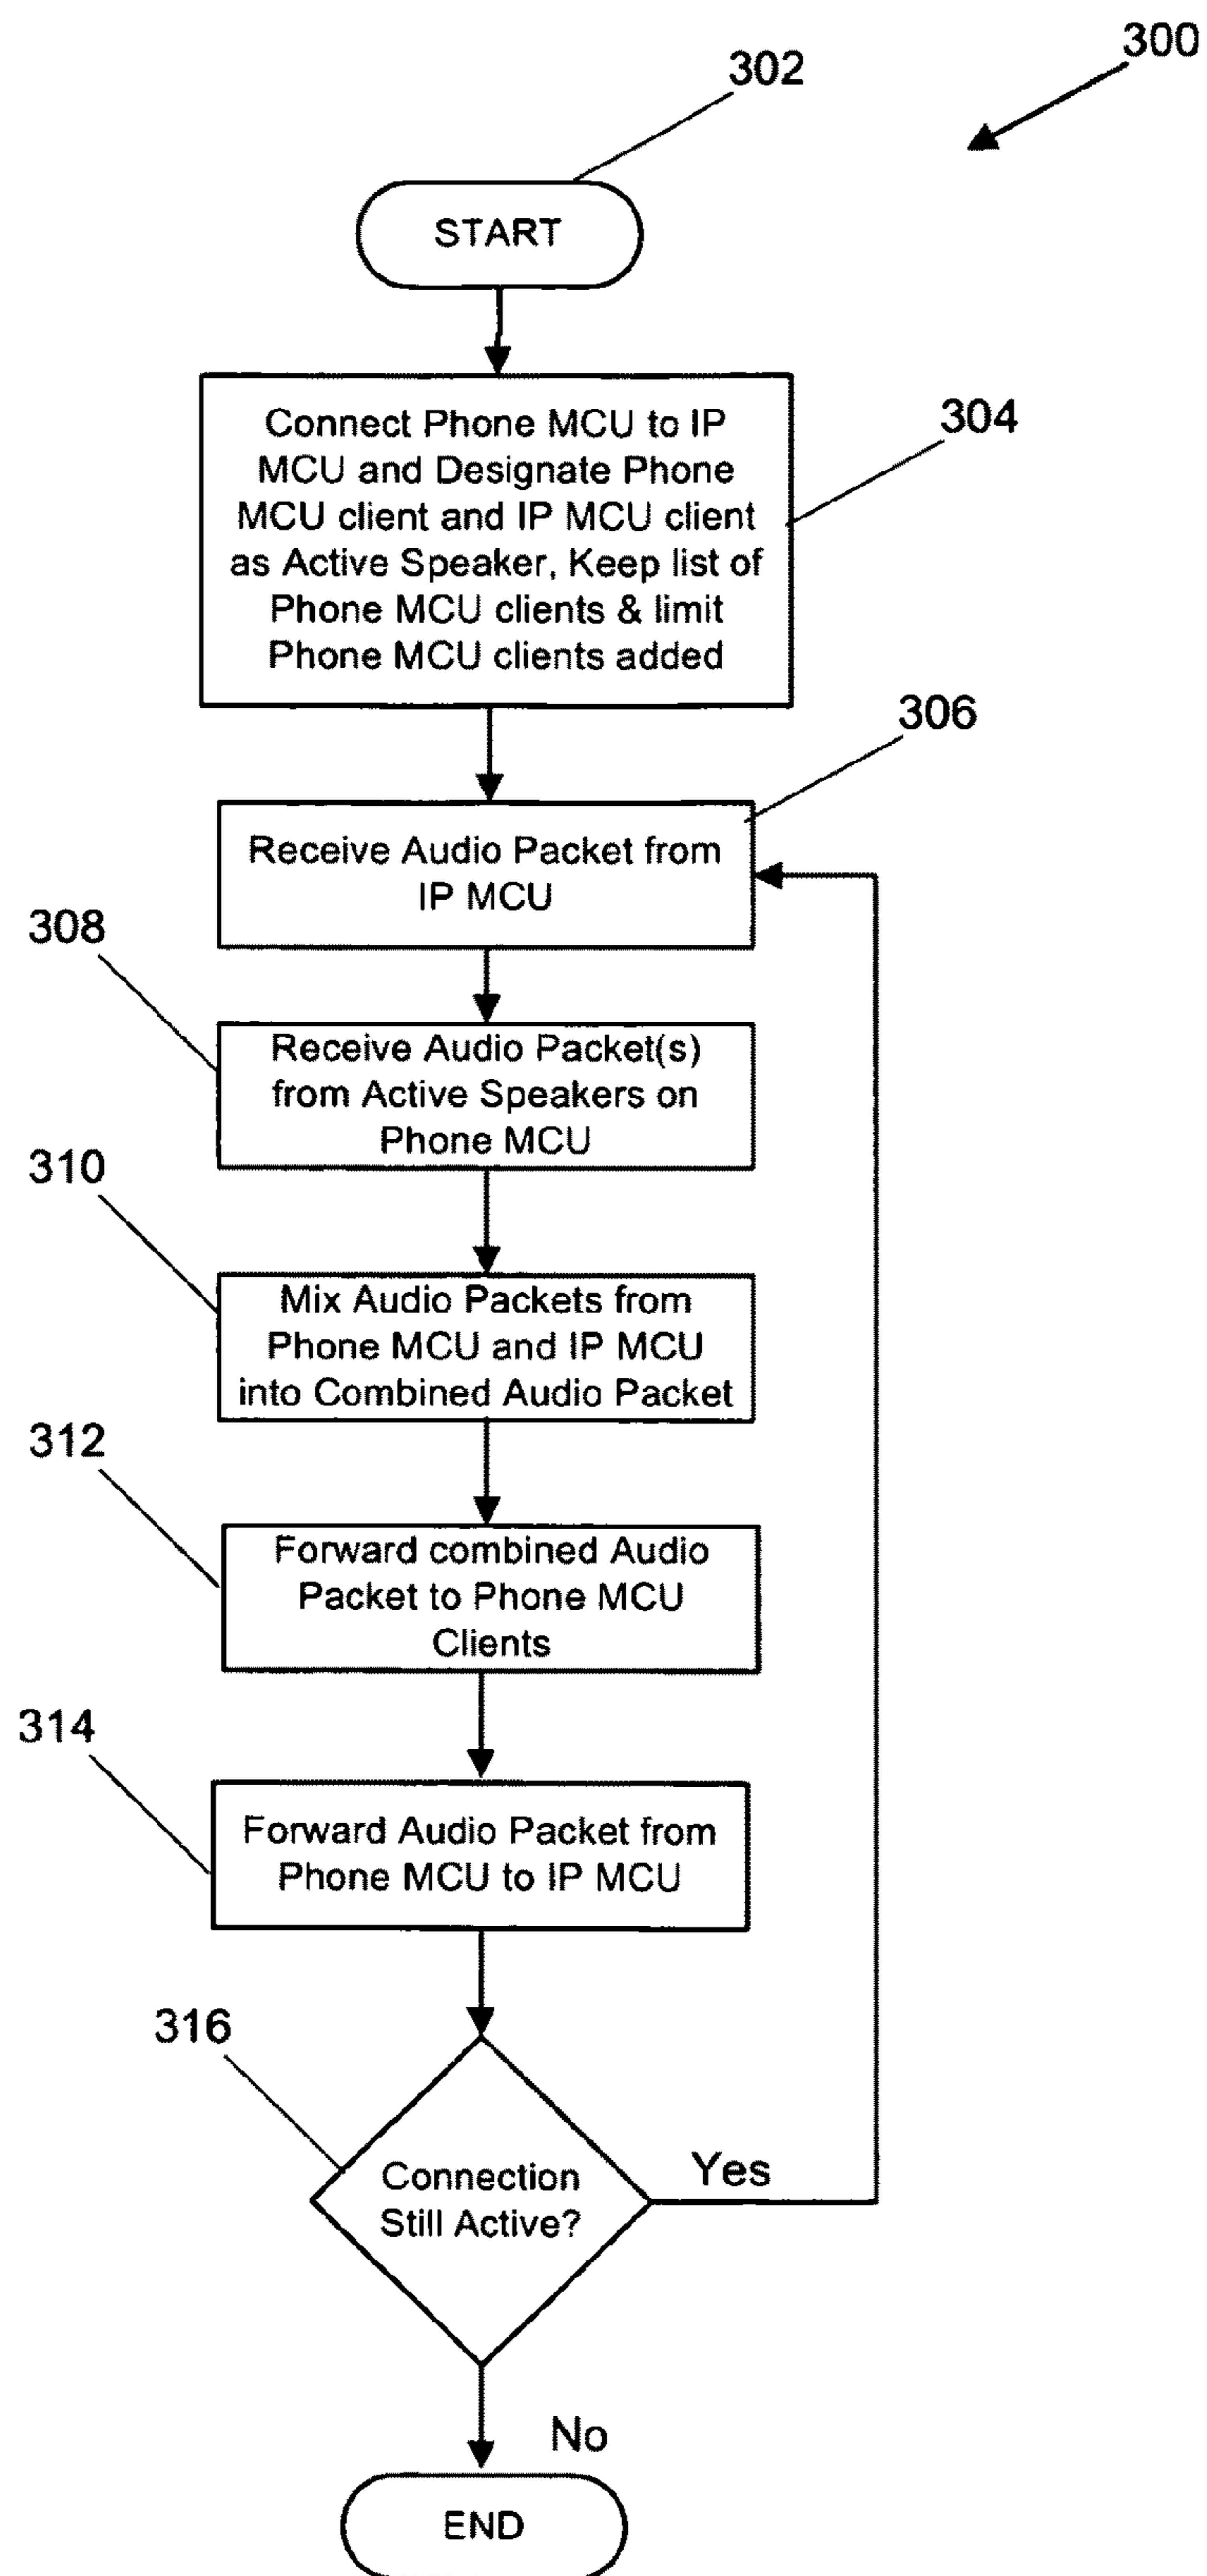 300
302
START
Connect Phone MCU to IP
MCU and Designate Phone
MCU client and IP MCU client
as Active Speaker, Keep list of
Phone MCU clients & limit
Phone MCU clients added
304
306
Receive Audio Packet from
IP MCU
308
Receive Audio Packet(s)
from Active Speakers on
Phone MCU
310
Mix Audio Packets from
Phone MCU and IP MCU
into Combined Audio Packet
312
Forward combined Audio
Packet to Phone MCU
Clients
314
Forward Audio Packet from
Phone MCU to IP MCU
316
Connection
Still Active?
Yes
No
END